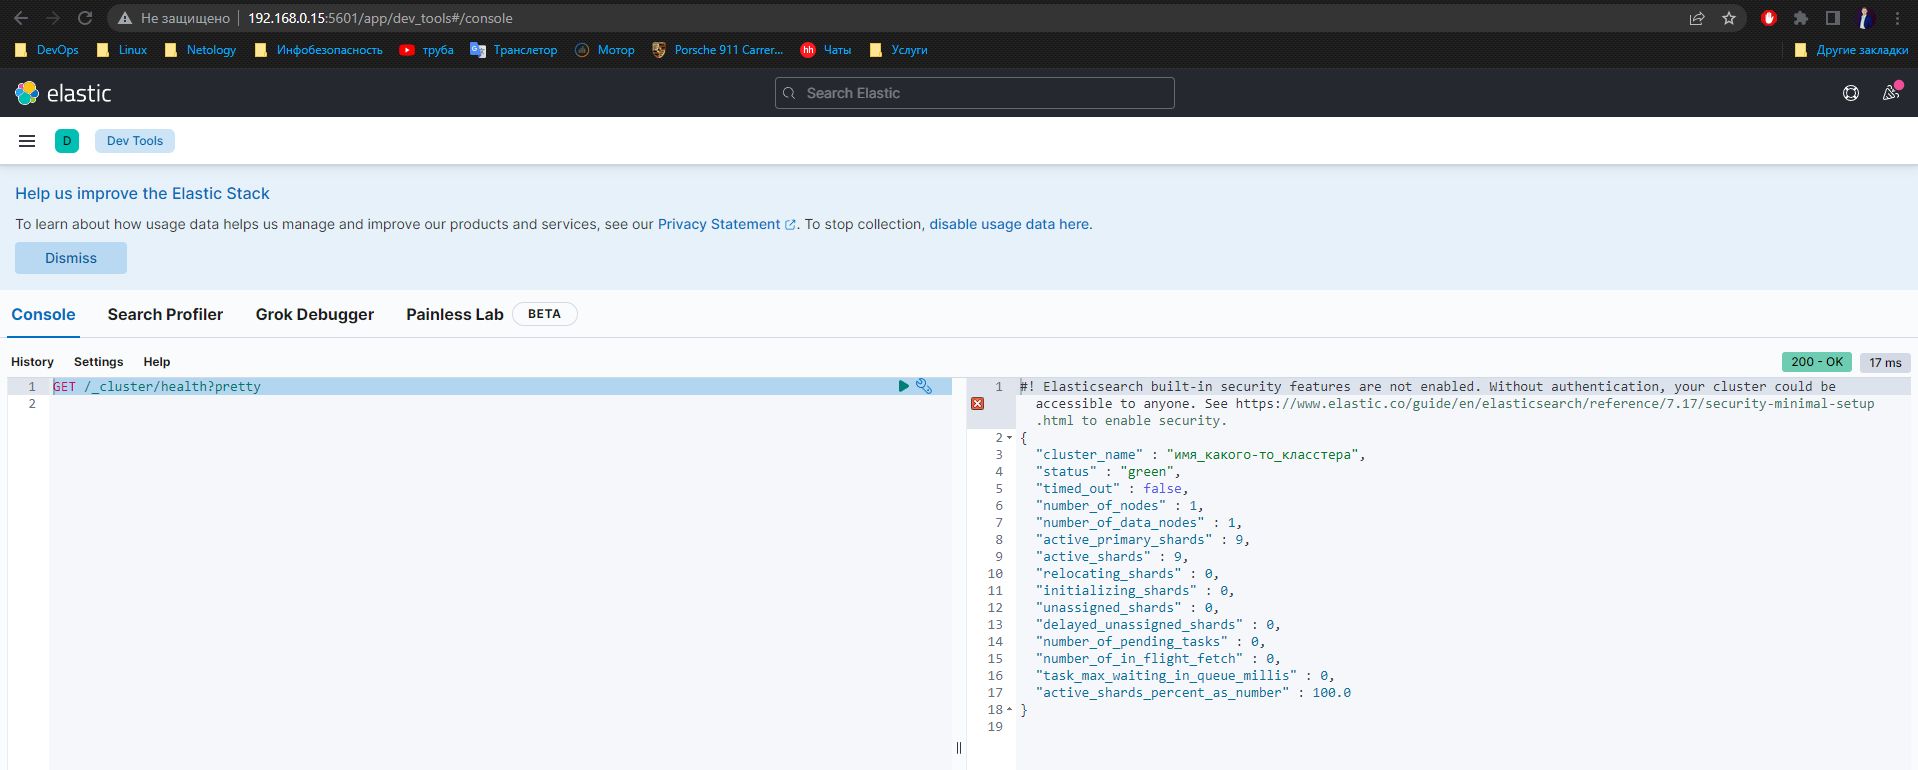 Не защищено 192.168.0.15:5601/app/dev_tools#/console
DevOps Linux Netology Инфобезопасность труба Транслетор Мотор Porsche 911 Carrer... hh Чаты Услуги Другие закладки
elastic Search Elastic
D Dev Tools
Help us improve the Elastic Stack
To learn about how usage data helps us manage and improve our products and services, see our Privacy Statement. To stop collection, disable usage data here.
Dismiss
Console Search Profiler Grok Debugger Painless Lab BETA
History Settings Help 200 - OK 17 ms
1 GET /_cluster/health?pretty
2
1 #! Elasticsearch built-in security features are not enabled. Without authentication, your cluster could be
accessible to anyone. See https://www.elastic.co/guide/en/elasticsearch/reference/7.17/security-minimal-setup
.html to enable security.
2 {
3 "cluster_name" : "имя_какого-то_класстера",
4 "status" : "green",
5 "timed_out" : false,
6 "number_of_nodes" : 1,
7 "number_of_data_nodes" : 1,
8 "active_primary_shards" : 9,
9 "active_shards" : 9,
10 "relocating_shards" : 0,
11 "initializing_shards" : 0,
12 "unassigned_shards" : 0,
13 "delayed_unassigned_shards" : 0,
14 "number_of_pending_tasks" : 0,
15 "number_of_in_flight_fetch" : 0,
16 "task_max_waiting_in_queue_millis" : 0,
17 "active_shards_percent_as_number" : 100.0
18 }
19